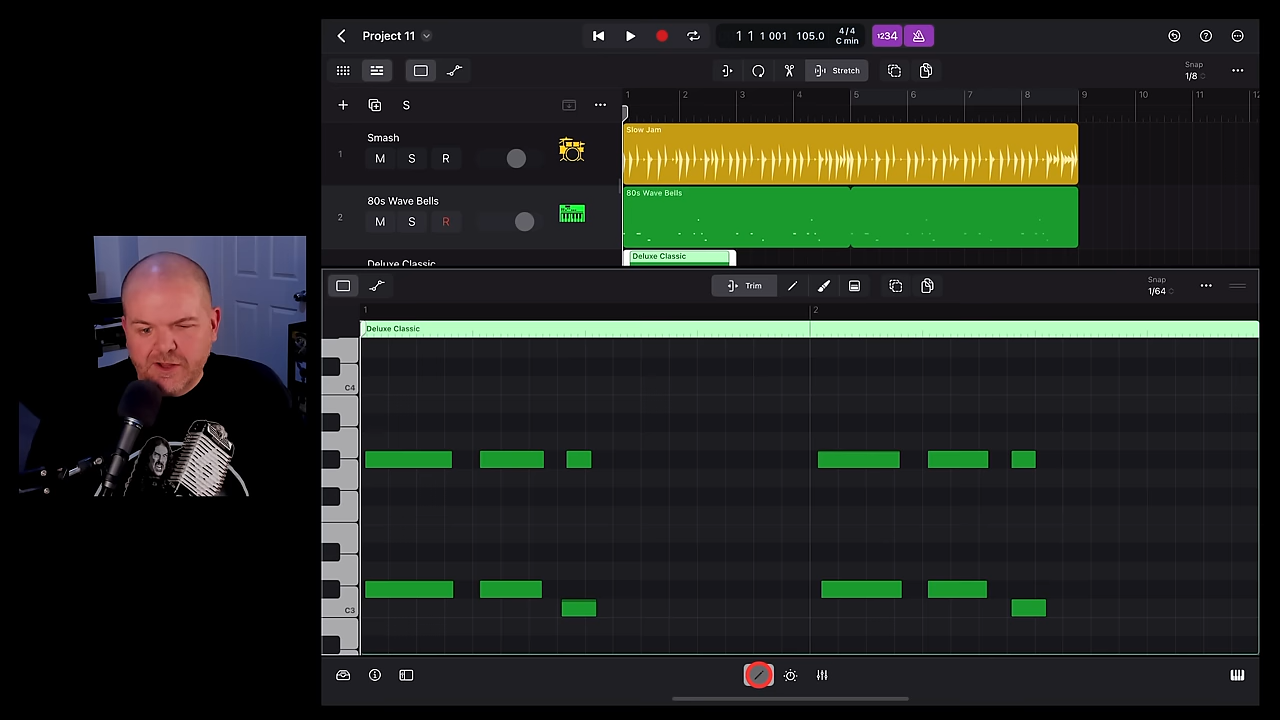 Project 11
1 1 1 001 105.0 4/4 C min
1234
Stretch
Snap
1/8
S
1 2 3 4 5 6 7 8 9 10 11 12
1
Smash
M S R
Slow Jam
2
80s Wave Bells
M S R
80s Wave Bells
Deluxe Classic
Deluxe Classic
Trim
Snap
1/64
1 2
Deluxe Classic
C4
C3